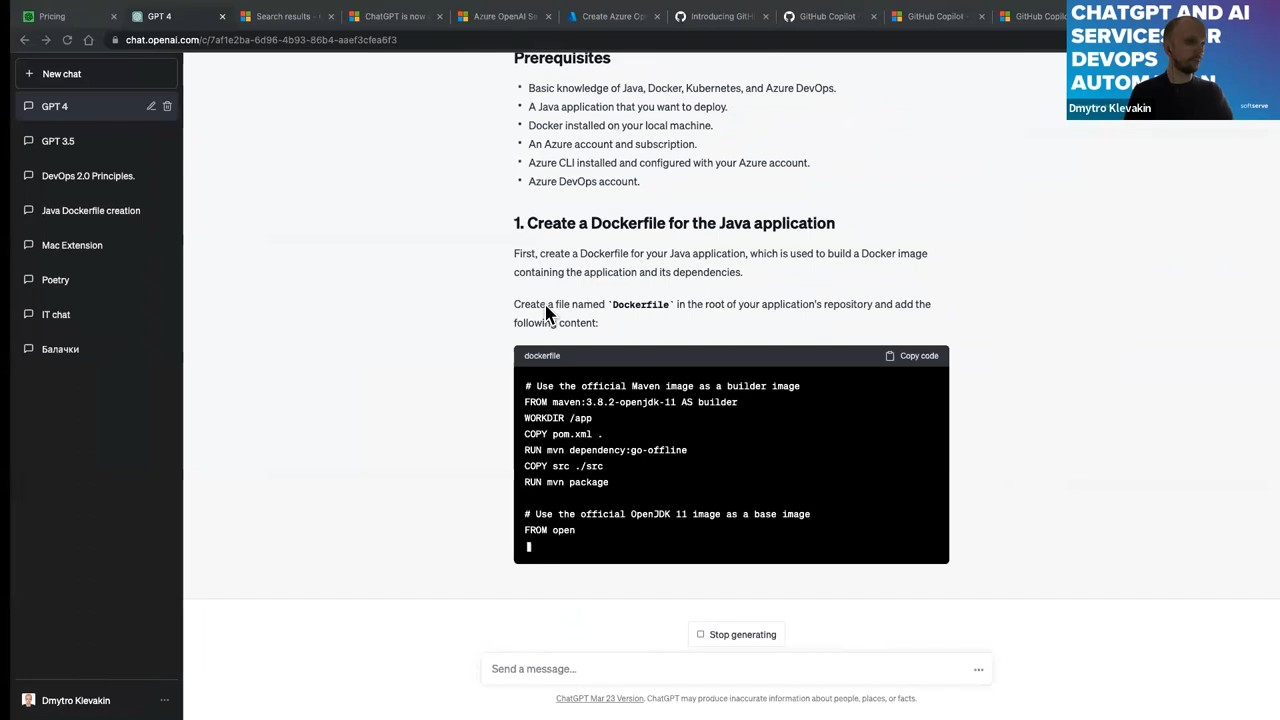 Pricing
GPT 4
Search results -
ChatGPT is now
Azure OpenAI Se
Create Azure Op
Introducing GitH
GitHub Copilot -
GitHub Copilot -
GitHub Copi
chat.openai.com/c/7af1e2ba-6d96-4b93-86b4-aaef3cfea6f3
CHATGPT AND AI
SERVICES
DEVOPS
Dmytro Klevakin
softserve
New chat
GPT 4
GPT 3.5
DevOps 2.0 Principles.
Java Dockerfile creation
Mac Extension
Poetry
IT chat
Балачки
Dmytro Klevakin
Prerequisites
• Basic knowledge of Java, Docker, Kubernetes, and Azure DevOps.
• A Java application that you want to deploy.
• Docker installed on your local machine.
• An Azure account and subscription.
• Azure CLI installed and configured with your Azure account.
• Azure DevOps account.
1. Create a Dockerfile for the Java application
First, create a Dockerfile for your Java application, which is used to build a Docker image
containing the application and its dependencies.
Create a file named `Dockerfile` in the root of your application's repository and add the
following content:
dockerfile
Copy code
# Use the official Maven image as a builder image
FROM maven:3.8.2-openjdk-11 AS builder
WORKDIR /app
COPY pom.xml .
RUN mvn dependency:go-offline
COPY src ./src
RUN mvn package
# Use the official OpenJDK 11 image as a base image
FROM open
Stop generating
Send a message...
ChatGPT Mar 23 Version. ChatGPT may produce inaccurate information about people, places, or facts.